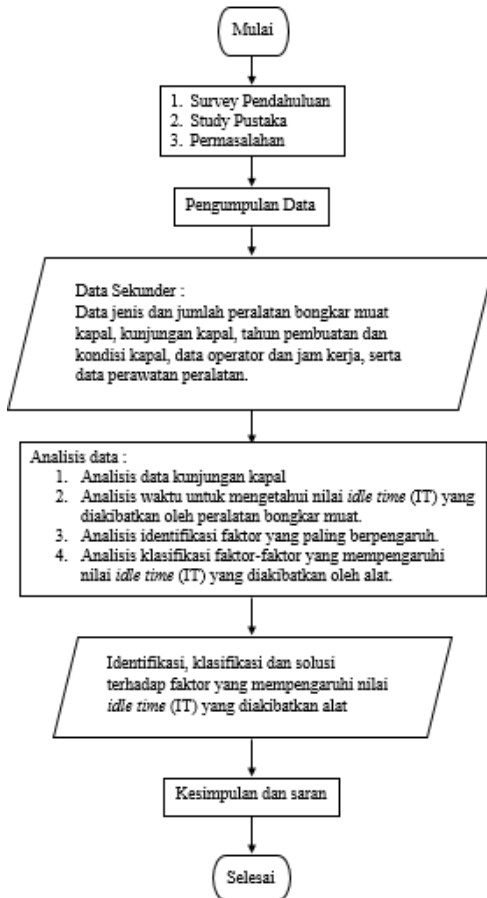 Mulai
1. Survey Pendahuluan
2. Study Pustaka
3. Permasalahan
Pengumpulan Data
Data Sekunder :
Data jenis dan jumlah peralatan bongkar muat
kapal, kunjungan kapal, tahun pembuatan dan
kondisi kapal, data operator dan jam kerja, serta
data perawatan peralatan.
Analisis data :
1. Analisis data kunjungan kapal
2. Analisis waktu untuk mengetahui nilai idle time (IT) yang
diakibatkan oleh peralatan bongkar muat.
3. Analisis identifikasi faktor yang paling berpengaruh.
4. Analisis klasifikasi faktor-faktor yang mempengaruhi
nilai idle time (IT) yang diakibatkan oleh alat.
Identifikasi, klasifikasi dan solusi
terhadap faktor yang mempengaruhi nilai
idle time (IT) yang diakibatkan alat
Kesimpulan dan saran
Selesai